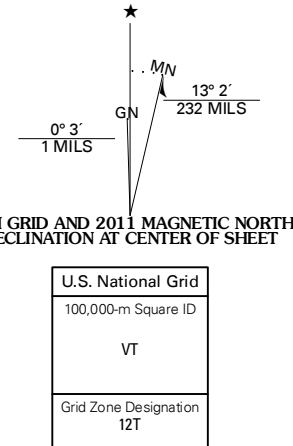 ★
MN
13° 2´
232 MILS
GN
0° 3´
1 MILS
GRID AND 2011 MAGNETIC NORTH
ECLINATION AT CENTER OF SHEET
U.S. National Grid
100,000-m Square ID
VT
Grid Zone Designation
12T